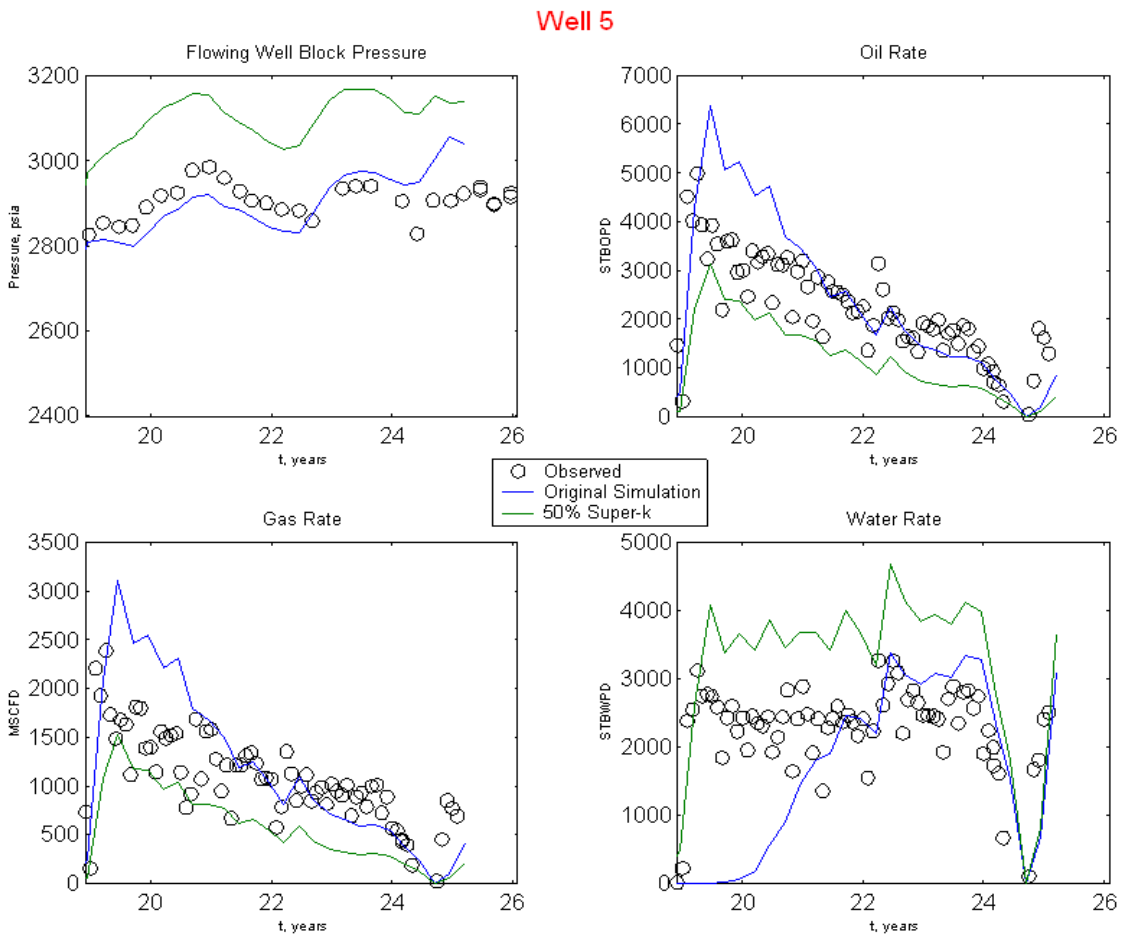 Well 5
Flowing Well Block Pressure
3200
3000
2800
2600
2400
Pressure, psia
20
22
24
26
t, years
Oil Rate
7000
6000
5000
4000
3000
2000
1000
0
STBOPD
20
22
24
26
t, years
Observed
Original Simulation
50% Super-k
Gas Rate
3500
3000
2500
2000
1500
1000
500
0
MSCFD
20
22
24
26
t, years
Water Rate
5000
4000
3000
2000
1000
0
STBWPD
20
22
24
26
t, years